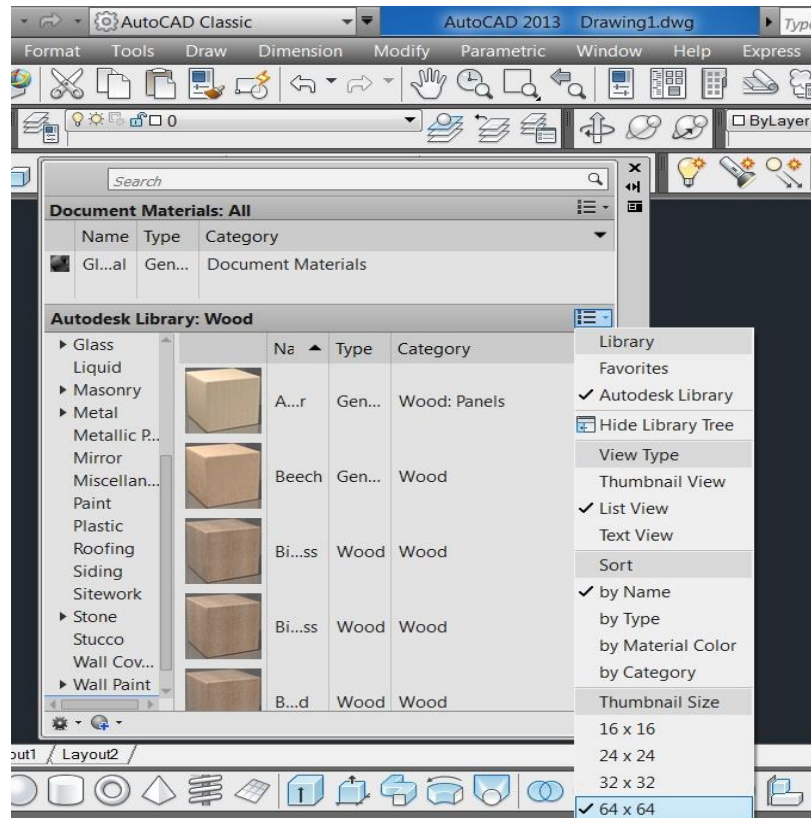 AutoCAD Classic AutoCAD 2013 Drawing1.dwg Type
Format Tools Draw Dimension Modify Parametric Window Help Express
0 ByLayer
Search
Document Materials: All
Name Type Category
Gl...al Gen... Document Materials
Autodesk Library: Wood
Glass
Liquid
Masonry
Metal
Metallic P...
Mirror
Miscellan...
Paint
Plastic
Roofing
Siding
Sitework
Stone
Stucco
Wall Cov...
Wall Paint
Na Type Category
A...r Gen... Wood: Panels
Beech Gen... Wood
Bi...ss Wood Wood
Bi...ss Wood Wood
B...d Wood Wood
Library
Favorites
Autodesk Library
Hide Library Tree
View Type
Thumbnail View
List View
Text View
Sort
by Name
by Type
by Material Color
by Category
Thumbnail Size
16 x 16
24 x 24
32 x 32
64 x 64
out1 Layout2